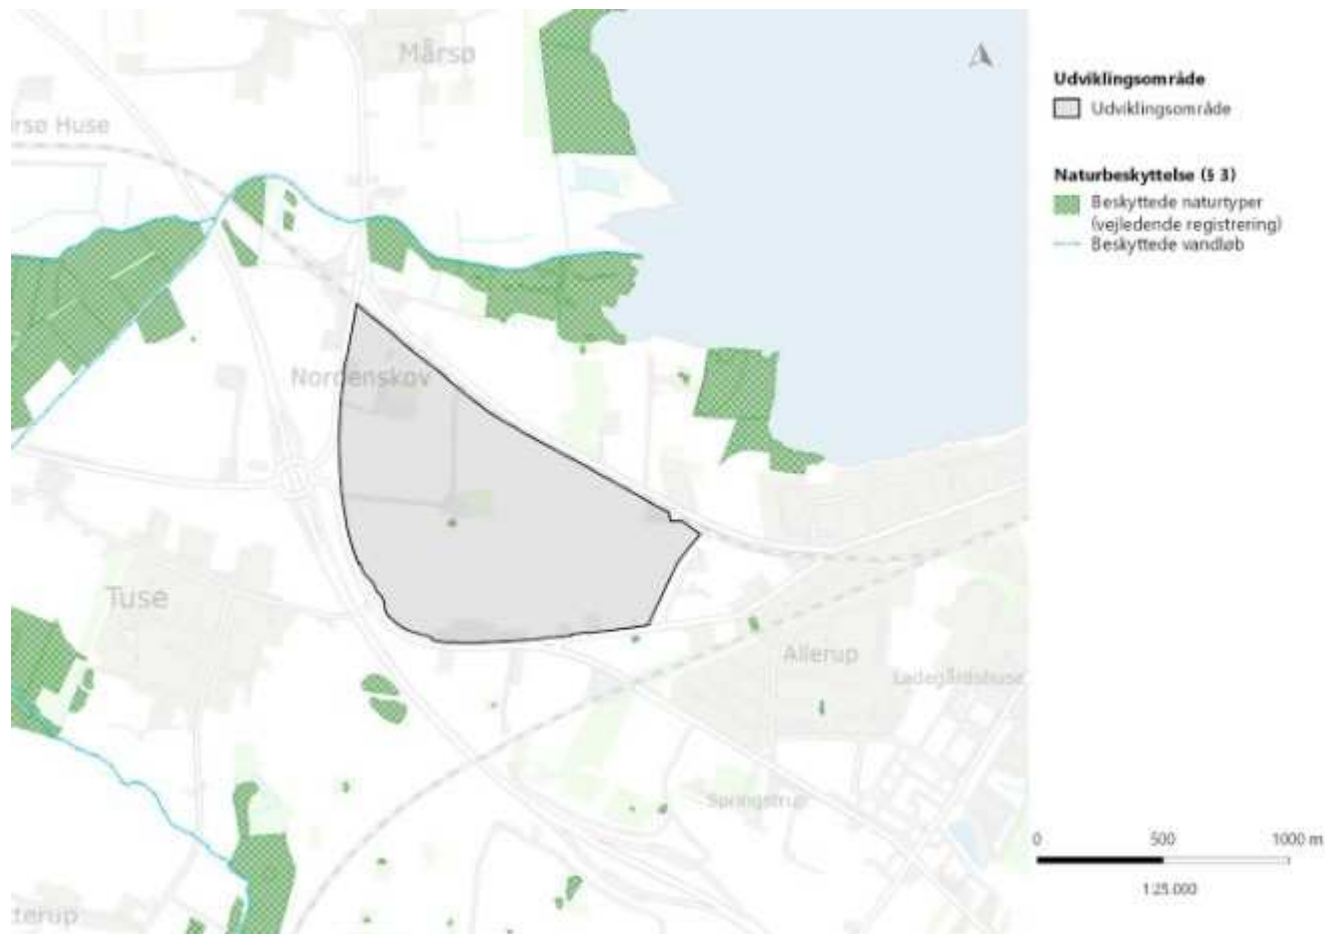 Mårsø
rsø Huse
Nordenskov
Tuse
Allerup
Ladegårdshuse
Springstrup
terup
Udviklingsområde
Udviklingsområde
Naturbeskyttelse (§ 3)
Beskyttede naturtyper
(vejledende registrering)
Beskyttede vandløb
0 500 1000 m
1:25.000